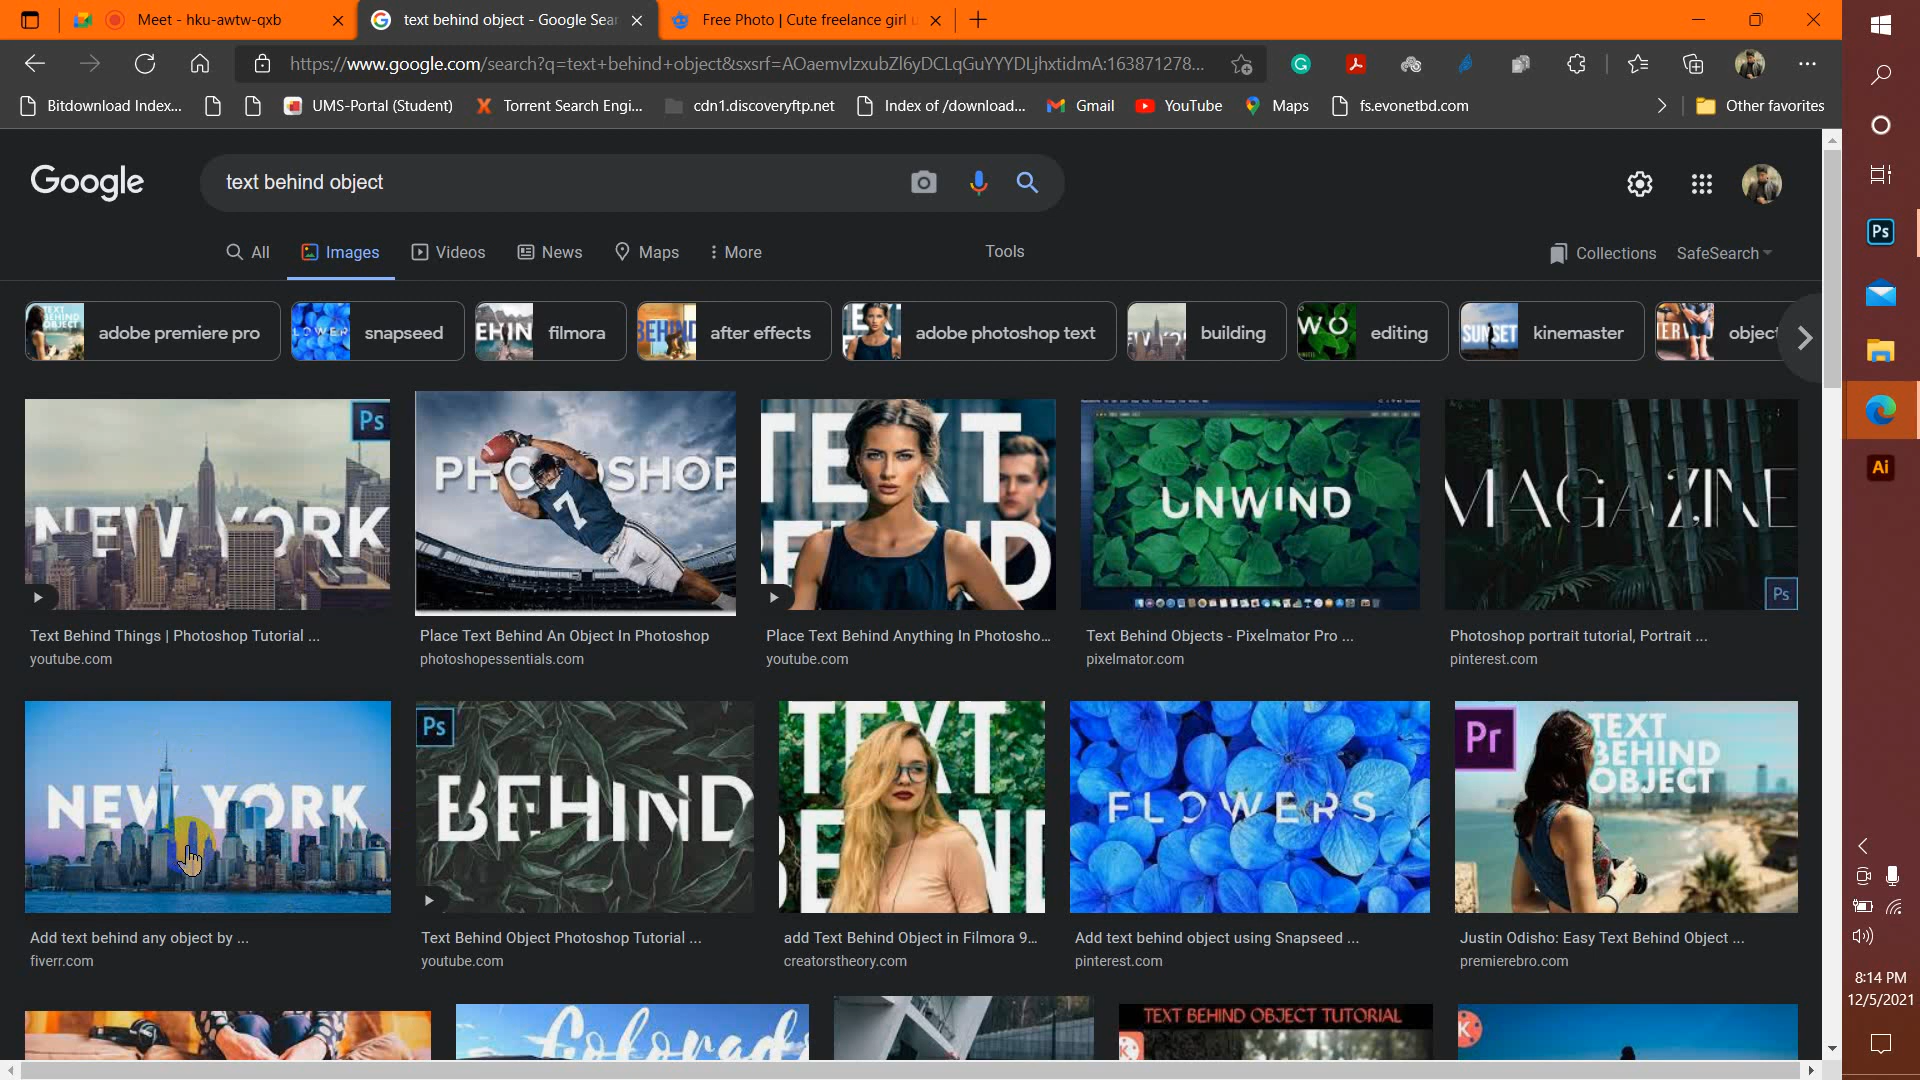 Meet - hku-awtw-qxb
text behind object - Google Sear
Free Photo | Cute freelance girl u
https://www.google.com/search?q=text+behind+object&sxsrf=AOaemvIzxubZl6yDCLqGuYYYDLjhxtidmA:163871278...
Bitdownload Index...
UMS-Portal (Student)
Torrent Search Engi...
cdn1.discoveryftp.net
Index of /download...
Gmail
YouTube
Maps
fs.evonetbd.com
Other favorites
Google
text behind object
All
Images
Videos
News
Maps
More
Tools
Collections
SafeSearch
adobe premiere pro
snapseed
filmora
after effects
adobe photoshop text
building
editing
kinemaster
object
Ps
NEW YORK
PHOTOSHOP
TEXT
BEHIND
UNWIND
MAGAZINE
Ps
Text Behind Things | Photoshop Tutorial ...
youtube.com
Place Text Behind An Object In Photoshop
photoshopessentials.com
Place Text Behind Anything In Photosho...
youtube.com
Text Behind Objects - Pixelmator Pro ...
pixelmator.com
Photoshop portrait tutorial, Portrait ...
pinterest.com
NEW YORK
Ps
BEHIND
TEXT
BEHIND
FLOWERS
Pr
TEXT
BEHIND
OBJECT
Add text behind any object by ...
fiverr.com
Text Behind Object Photoshop Tutorial ...
youtube.com
add Text Behind Object in Filmora 9...
creatorstheory.com
Add text behind object using Snapseed ...
pinterest.com
Justin Odisho: Easy Text Behind Object ...
premierebro.com
Colorado
TEXT BEHIND OBJECT TUTORIAL
Ps
Ai
8:14 PM
12/5/2021